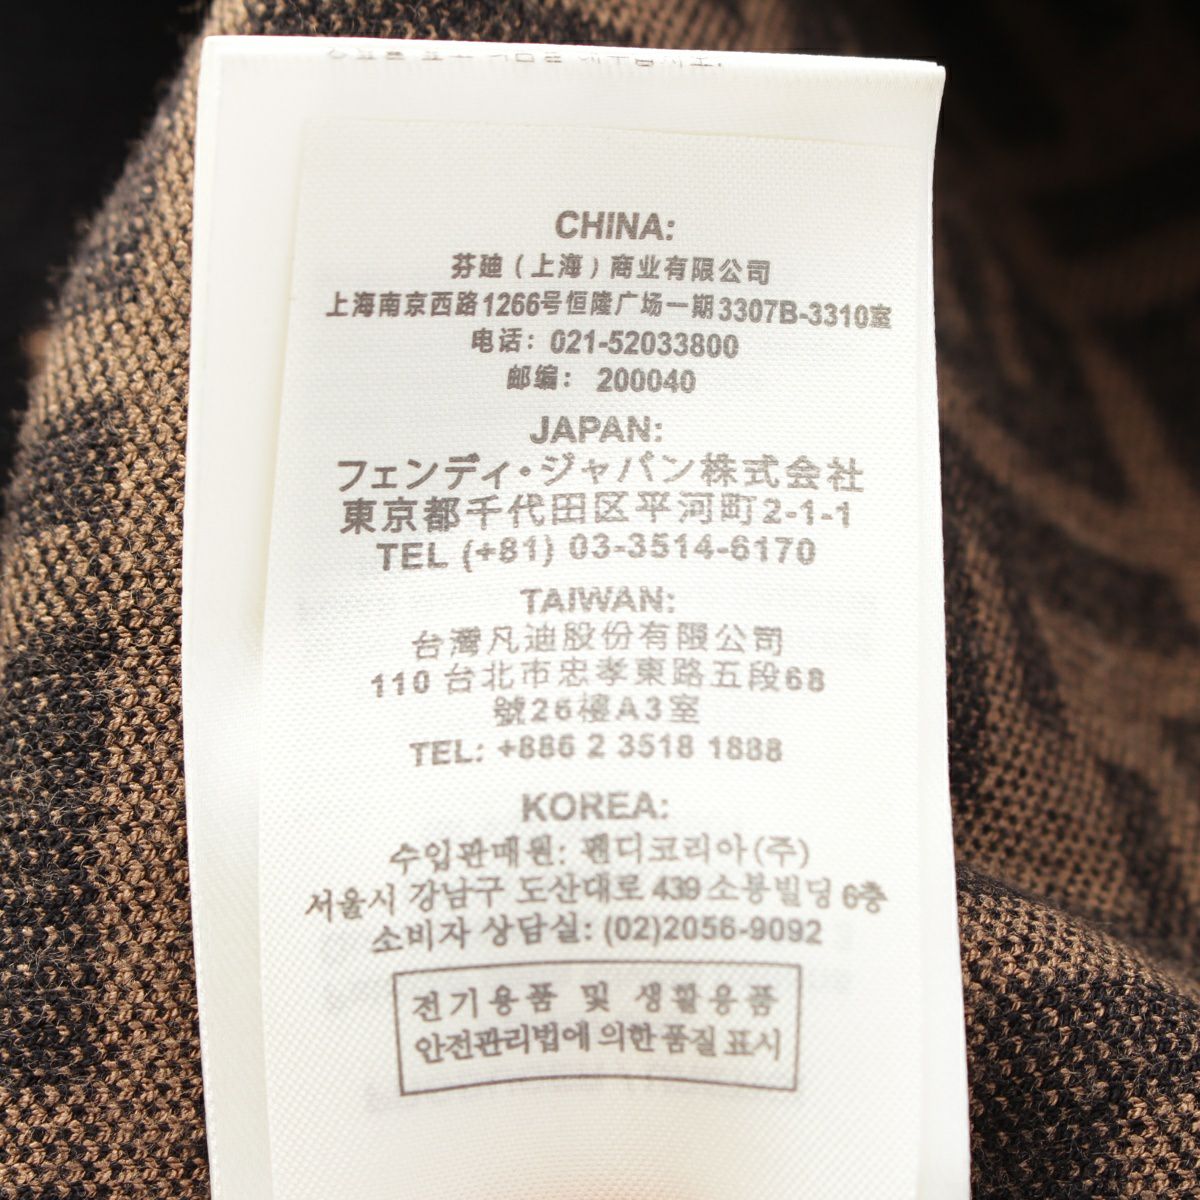 CHINA:
芬迪（上海）商业有限公司
上海南京西路1266号恒隆广场一期3307B-3310室
电话：021-52033800
邮编：200040
JAPAN:
フェンディ・ジャパン株式会社
東京都千代田区平河町2-1-1
TEL (+81) 03-3514-6170
TAIWAN:
台灣凡迪股份有限公司
110 台北市忠孝東路五段68
號26樓A3室
TEL: +886 2 3518 1888
KOREA:
수입판매원: 펜디코리아(주)
서울시 강남구 도산대로 439 소봉빌딩 6층
소비자 상담실: (02)2056-9092
전기용품 및 생활용품
안전관리법에 의한 품질 표시